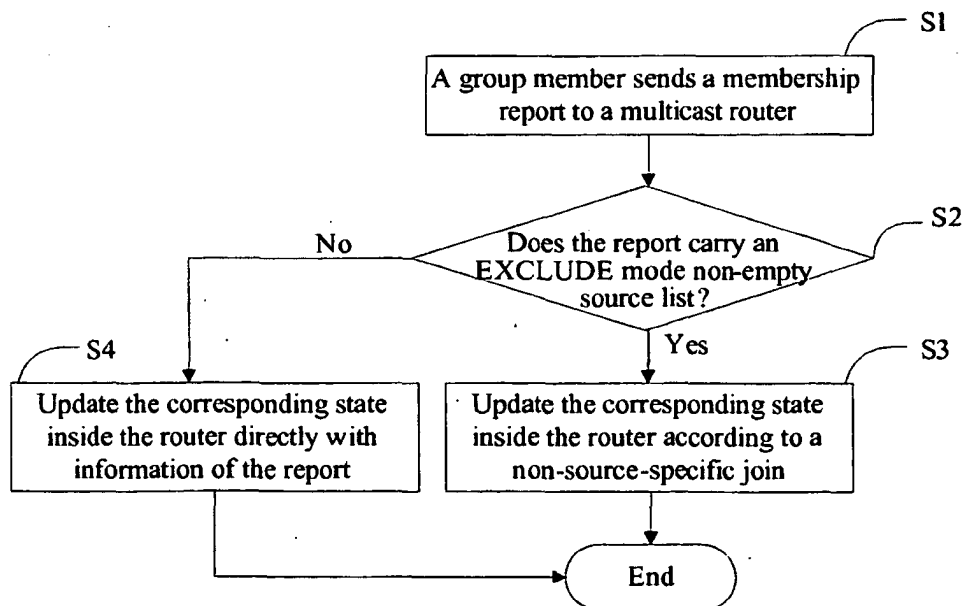 S1
A group member sends a membership
report to a multicast router
S2
Does the report carry an
EXCLUDE mode non-empty
source list?
No
Yes
S4
Update the corresponding state
inside the router directly with
information of the report
S3
Update the corresponding state
inside the router according to a
non-source-specific join
End